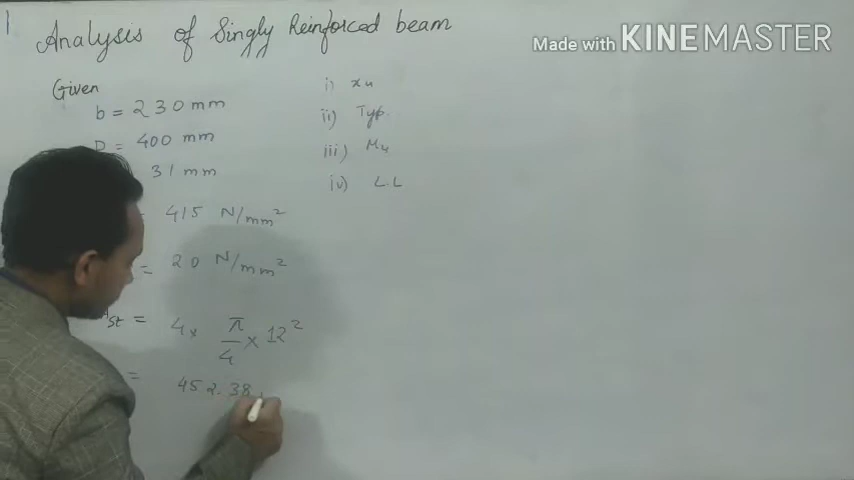 Analysis of Singly Reinforced beam
Made with KINEMASTER
Given
b = 230 mm
D = 400 mm
31 mm
= 415 N/mm²
= 20 N/mm²
Ast = 4 x π/4 x 12²
= 452.38
i) xu
ii) Typ.
iii) Mu
iv) L.L